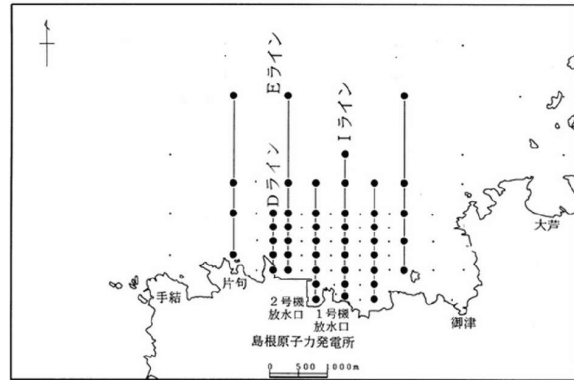 Eライン
Iライン
Dライン
大芦
手結
片句
御津
2号機
放水口
1号機
放水口
島根原子力発電所
0 500 1000m